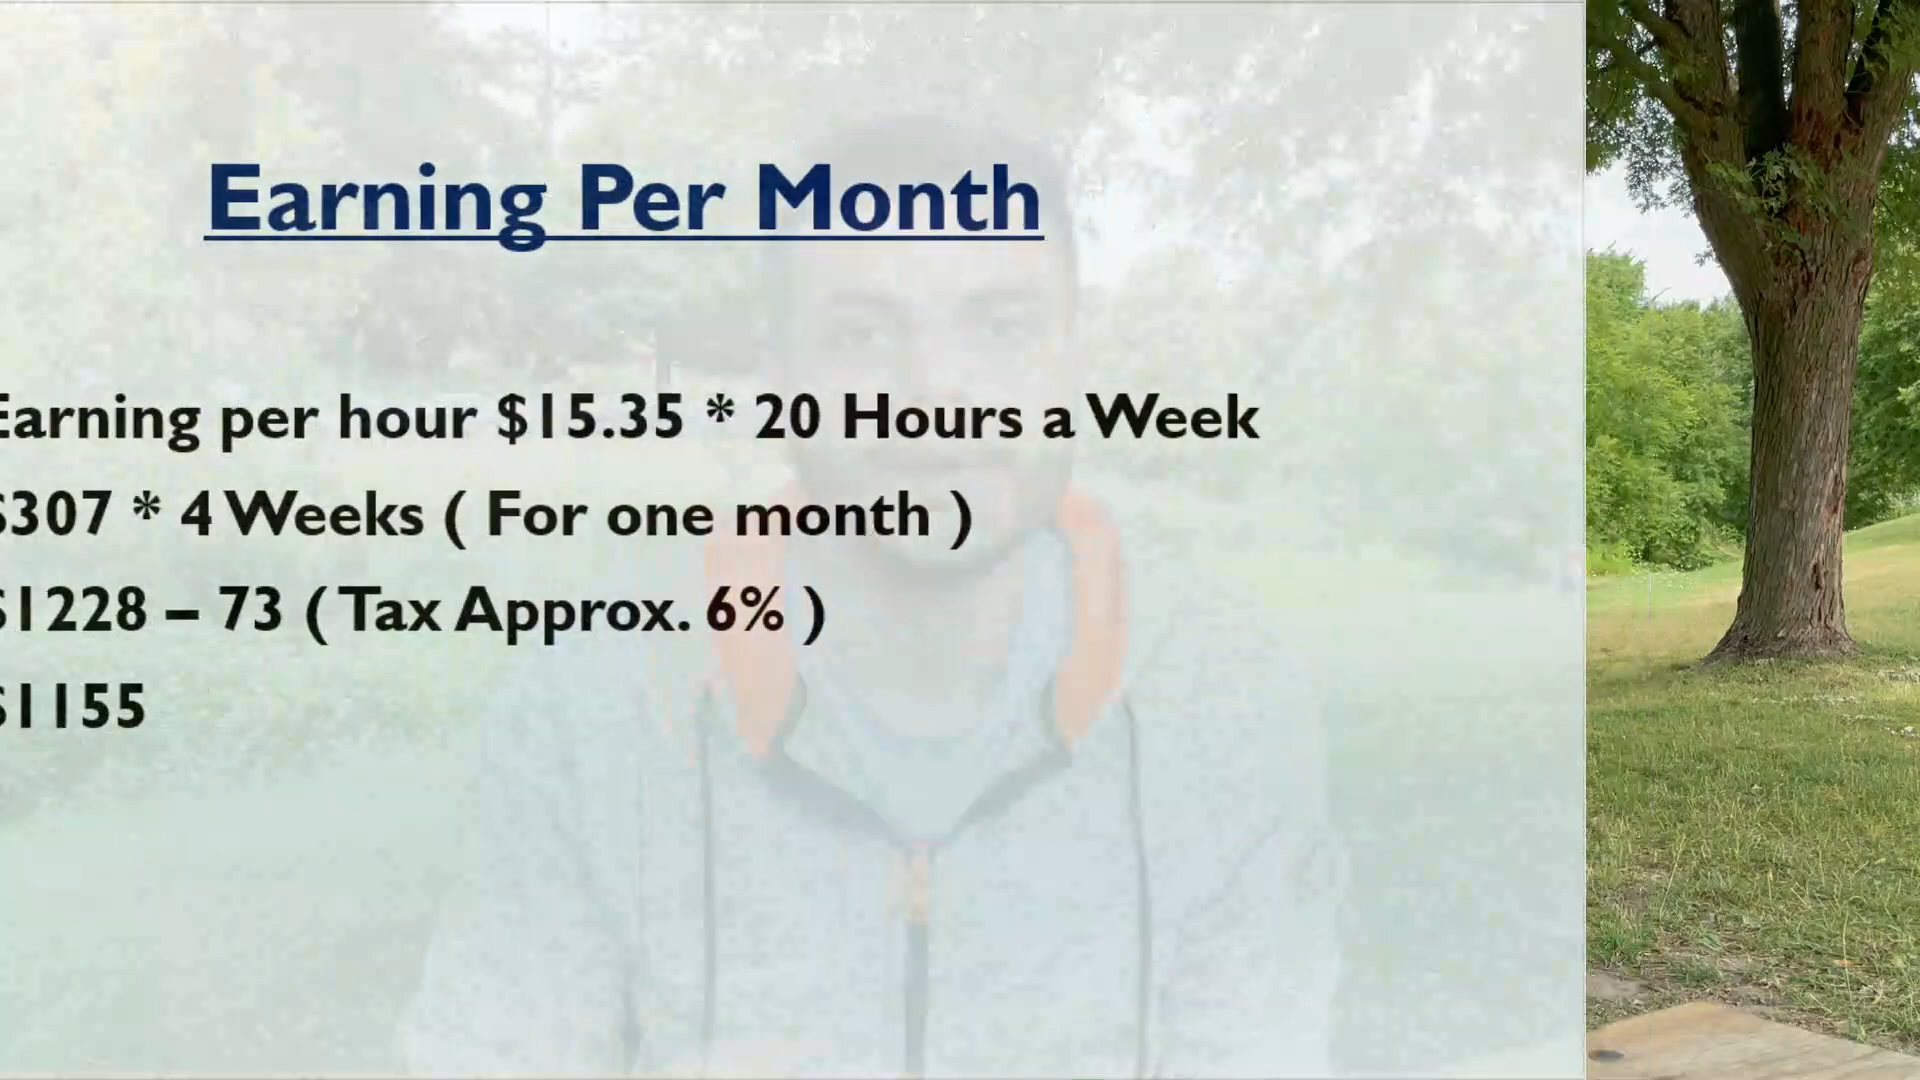 Earning Per Month
Earning per hour $15.35 * 20 Hours a Week
$307 * 4 Weeks ( For one month )
$1228 – 73 ( Tax Approx. 6% )
$1155